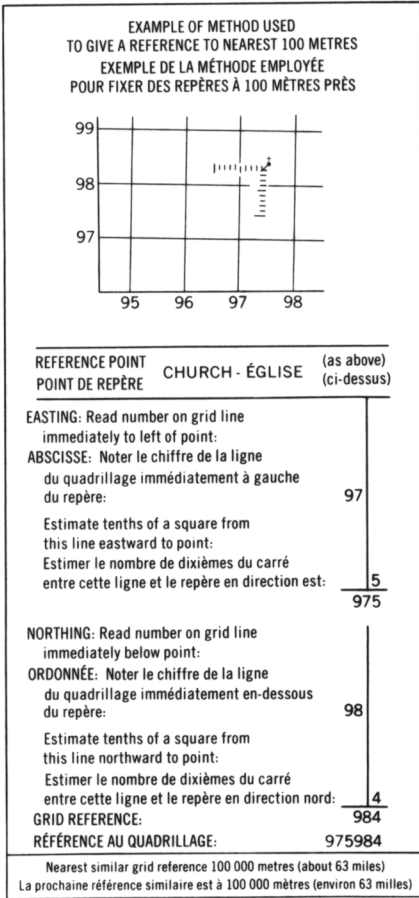 EXAMPLE OF METHOD USED
TO GIVE A REFERENCE TO NEAREST 100 METRES
EXEMPLE DE LA MÉTHODE EMPLOYÉE
POUR FIXER DES REPÈRES À 100 MÈTRES PRÈS
99
98
97
95 96 97 98
REFERENCE POINT
POINT DE REPÈRE
CHURCH - ÉGLISE
(as above)
(ci-dessus)
EASTING: Read number on grid line
immediately to left of point:
ABSCISSE: Noter le chiffre de la ligne
du quadrillage immédiatement à gauche
du repère: 97
Estimate tenths of a square from
this line eastward to point:
Estimer le nombre de dixièmes du carré
entre cette ligne et le repère en direction est: 5
975
NORTHING: Read number on grid line
immediately below point:
ORDONNÉE: Noter le chiffre de la ligne
du quadrillage immédiatement en-dessous
du repère: 98
Estimate tenths of a square from
this line northward to point:
Estimer le nombre de dixièmes du carré
entre cette ligne et le repère en direction nord: 4
GRID REFERENCE: 984
RÉFÉRENCE AU QUADRILLAGE: 975984
Nearest similar grid reference 100 000 metres (about 63 miles)
La prochaine référence similaire est à 100 000 mètres (environ 63 milles)